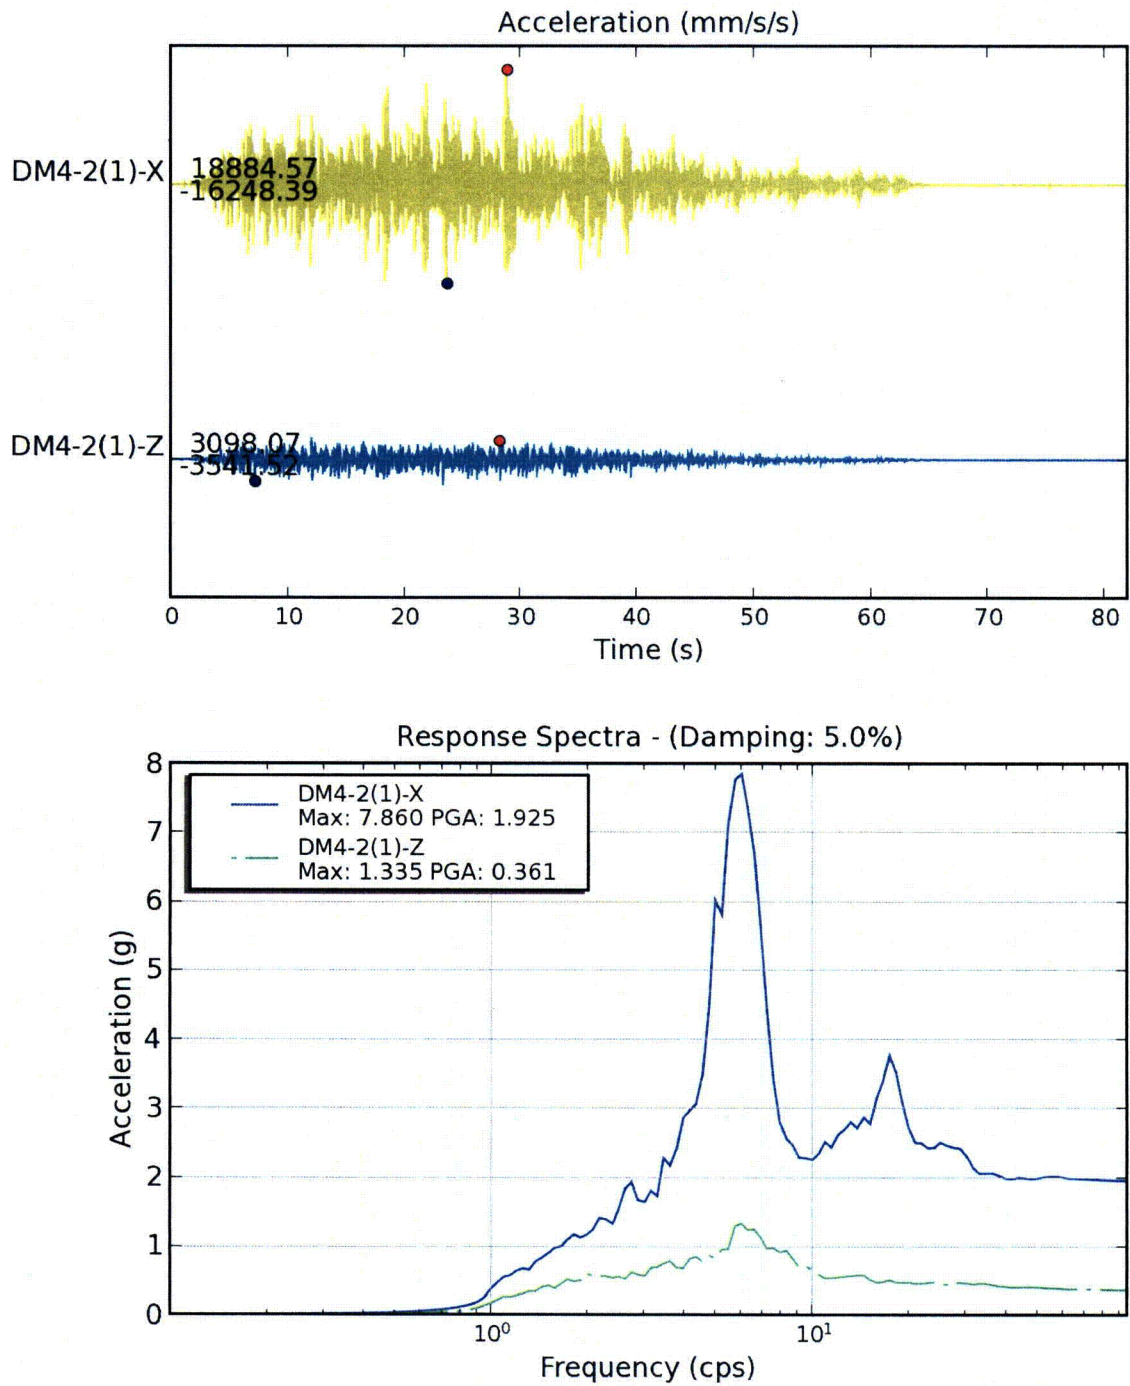 Acceleration (mm/s/s)
DM4-2(1)-X
18884.57
-16248.39
DM4-2(1)-Z
3098.07
-3541.52
0 10 20 30 40 50 60 70 80
Time (s)
Response Spectra - (Damping: 5.0%)
8
7
6
5
4
3
2
1
0
DM4-2(1)-X
Max: 7.860 PGA: 1.925
DM4-2(1)-Z
Max: 1.335 PGA: 0.361
Acceleration (g)
10⁰ 10¹
Frequency (cps)